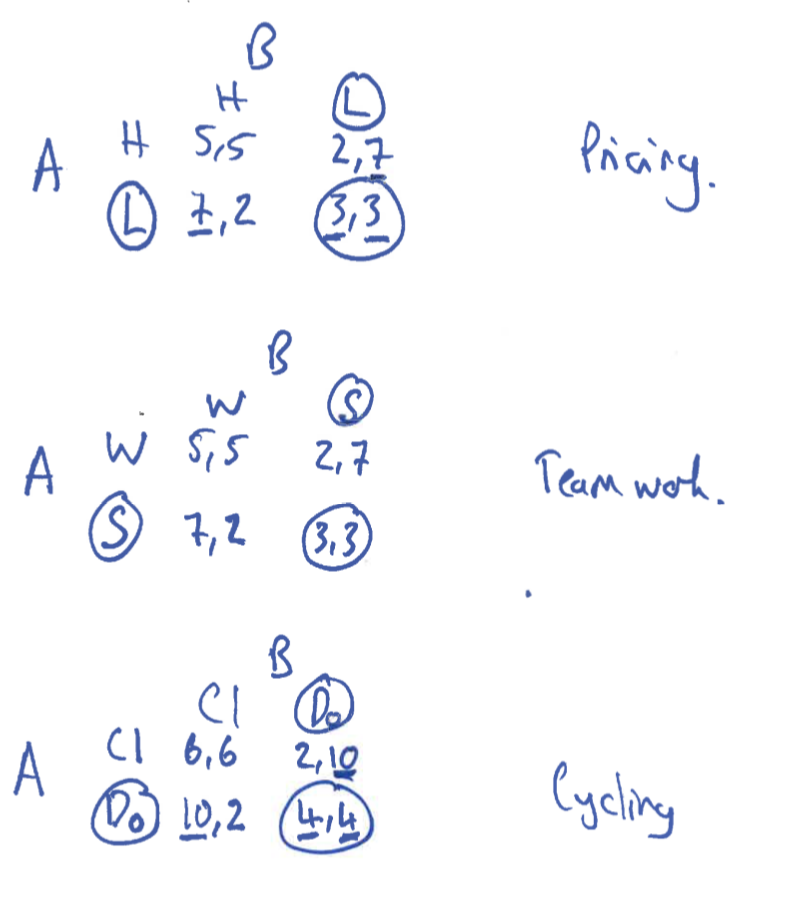 B
H L
A H 5,5 2,7 Pricing.
L 7,2 3,3
B
W S
A W 5,5 2,7 Team work.
S 7,2 3,3
B
Cl Do
A Cl 6,6 2,10 Cycling
Do 10,2 4,4